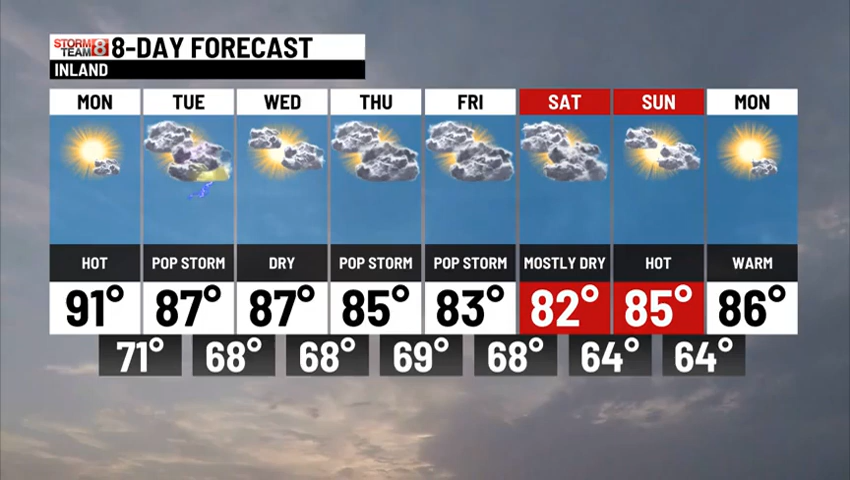 STORM TEAM 8 8-DAY FORECAST
INLAND
MON TUE WED THU FRI SAT SUN MON
HOT POP STORM DRY POP STORM POP STORM MOSTLY DRY HOT WARM
91° 87° 87° 85° 83° 82° 85° 86°
71° 68° 68° 69° 68° 64° 64°